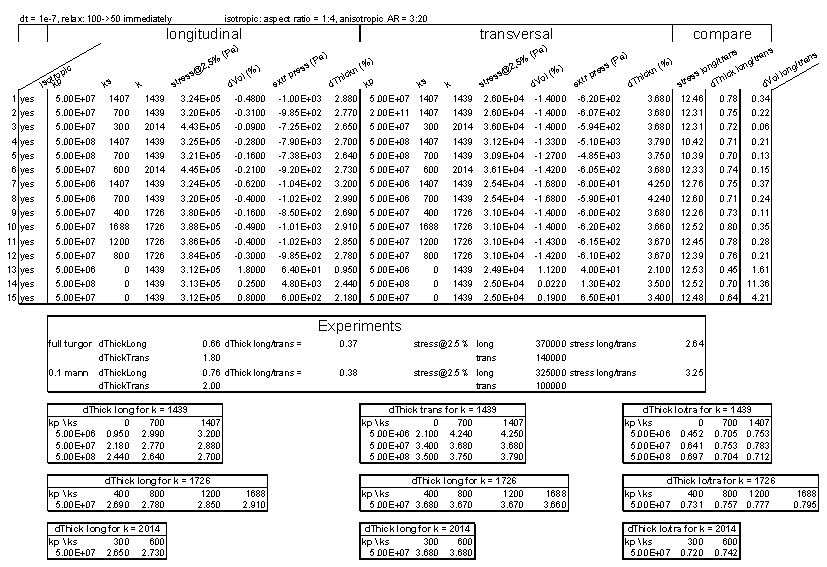 dt = 1e-7, relax: 100->50 immediately isotropic: aspect ratio = 1:4, anisotropic AR = 3:20
longitudinal transversal compare
isotropic kp ks k stress@2,5% (Pa) dVol (%) extr press (Pa) dThickn (%) kp ks k stress@2,5% (Pa) dVol (%) extr press (Pa) dThickn (%) stress long/trans dThick long/trans dVol long/trans
1 yes 5.00E+07 1407 1439 3.24E+05 -0.4800 -1.00E+03 2.880 5.00E+07 1407 1439 2.60E+04 -1.4000 -6.20E+02 3.680 12.46 0.78 0.34
2 yes 5.00E+07 700 1439 3.20E+05 -0.3100 -9.85E+02 2.770 2.00E+11 1407 1439 2.60E+04 -1.4000 -6.07E+02 3.680 12.31 0.75 0.22
3 yes 5.00E+07 300 2014 4.43E+05 -0.0900 -7.25E+02 2.650 5.00E+07 300 2014 3.60E+04 -1.4000 -5.94E+02 3.680 12.31 0.72 0.06
4 yes 5.00E+08 1407 1439 3.25E+05 -0.2800 -7.90E+03 2.700 5.00E+08 1407 1439 3.12E+04 -1.3300 -5.10E+03 3.790 10.42 0.71 0.21
5 yes 5.00E+08 700 1439 3.21E+05 -0.1600 -7.38E+02 2.640 5.00E+08 700 1439 3.09E+04 -1.2700 -4.85E+03 3.750 10.39 0.70 0.13
6 yes 5.00E+07 600 2014 4.45E+05 -0.2100 -9.20E+02 2.730 5.00E+07 600 2014 3.61E+04 -1.4200 -6.05E+02 3.680 12.33 0.74 0.15
7 yes 5.00E+06 1407 1439 3.24E+05 -0.6200 -1.04E+02 3.200 5.00E+06 1407 1439 2.54E+04 -1.6800 -6.00E+01 4.250 12.76 0.75 0.37
8 yes 5.00E+06 700 1439 3.20E+05 -0.4000 -1.02E+02 2.990 5.00E+06 700 1439 2.54E+04 -1.6800 -5.90E+01 4.240 12.60 0.71 0.24
9 yes 5.00E+07 400 1726 3.80E+05 -0.1600 -8.50E+02 2.690 5.00E+07 400 1726 3.10E+04 -1.4000 -6.00E+02 3.680 12.26 0.73 0.11
10 yes 5.00E+07 1688 1726 3.88E+05 -0.4900 -1.01E+03 2.910 5.00E+07 1688 1726 3.10E+04 -1.4200 -6.20E+02 3.660 12.52 0.80 0.35
11 yes 5.00E+07 1200 1726 3.86E+05 -0.4000 -1.02E+03 2.850 5.00E+07 1200 1726 3.10E+04 -1.4300 -6.15E+02 3.670 12.45 0.78 0.28
12 yes 5.00E+07 800 1726 3.84E+05 -0.3000 -9.85E+02 2.780 5.00E+07 800 1726 3.10E+04 -1.4200 -6.10E+02 3.670 12.39 0.76 0.21
13 yes 5.00E+06 0 1439 3.12E+05 1.8000 6.40E+01 0.950 5.00E+06 0 1439 2.49E+04 1.1200 4.00E+01 2.100 12.53 0.45 1.61
14 yes 5.00E+08 0 1439 3.13E+05 0.2500 4.80E+03 2.440 5.00E+08 0 1439 2.50E+04 0.0220 1.30E+02 3.500 12.52 0.70 11.36
15 yes 5.00E+07 0 1439 3.12E+05 0.8000 6.00E+02 2.180 5.00E+07 0 1439 2.50E+04 0.1900 6.50E+01 3.400 12.48 0.64 4.21
Experiments
full turgor dThickLong 0.66 dThick long/trans = 0.37 stress@2.5 % long 370000 stress long/trans 2.64
dThickTrans 1.80 trans 140000
0.1 mann dThickLong 0.76 dThick long/trans = 0.38 stress@2.5 % long 325000 stress long/trans 3.25
dThickTrans 2.00 trans 100000
dThick long for k = 1439 dThick trans for k = 1439 dThick lo/tra for k = 1439
kp \ ks 0 700 1407 kp \ ks 0 700 1407 kp \ ks 0 700 1407
5.00E+06 0.950 2.990 3.200 5.00E+06 2.100 4.240 4.250 5.00E+06 0.452 0.705 0.753
5.00E+07 2.180 2.770 2.880 5.00E+07 3.400 3.680 3.680 5.00E+07 0.641 0.753 0.783
5.00E+08 2.440 2.640 2.700 5.00E+08 3.500 3.750 3.790 5.00E+08 0.697 0.704 0.712
dThick long for k = 1726 dThick long for k = 1726 dThick lo/tra for k = 1726
kp \ ks 400 800 1200 1688 kp \ ks 400 800 1200 1688 kp \ ks 400 800 1200 1688
5.00E+07 2.690 2.780 2.850 2.910 5.00E+07 3.680 3.670 3.670 3.660 5.00E+07 0.731 0.757 0.777 0.795
dThick long for k = 2014 dThick long for k = 2014 dThick lo/tra for k = 2014
kp \ ks 300 600 kp \ ks 300 600 kp \ ks 300 600
5.00E+07 2.650 2.730 5.00E+07 3.680 3.680 5.00E+07 0.720 0.742